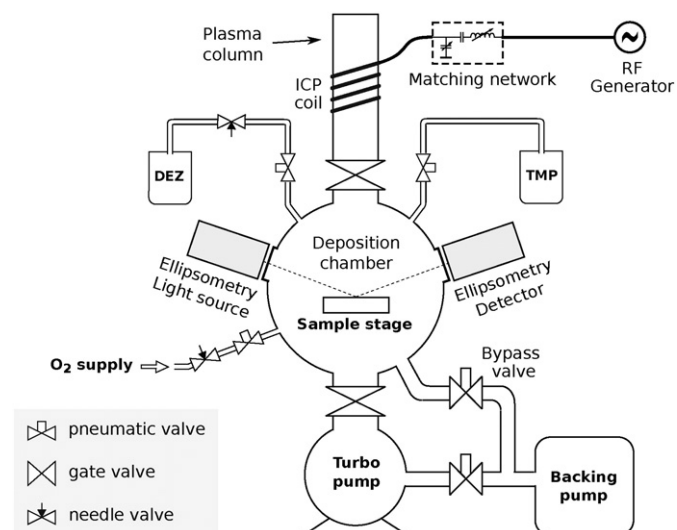 Plasma
column
ICP
coil
Matching network
RF
Generator
DEZ
TMP
Deposition
chamber
Ellipsometry
Light source
Ellipsometry
Detector
Sample stage
O₂ supply
Bypass
valve
pneumatic valve
gate valve
needle valve
Turbo
pump
Backing
pump